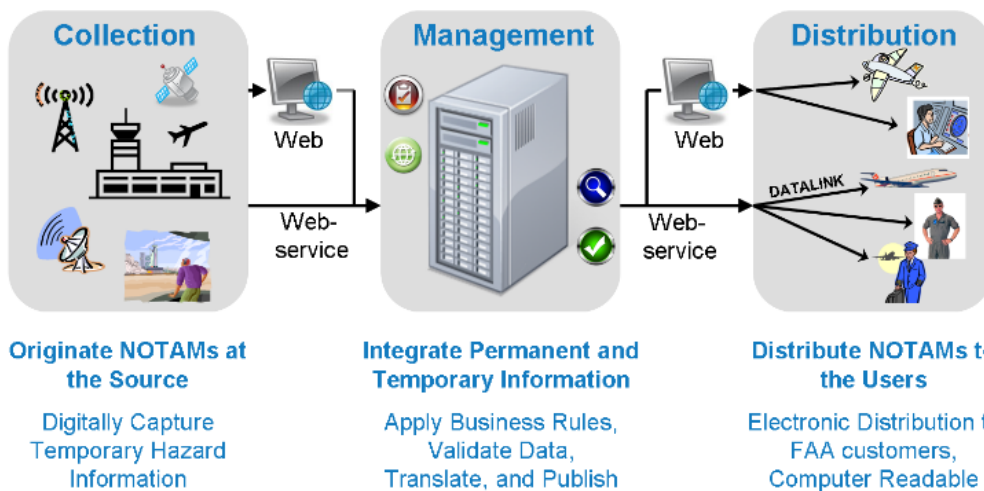 Collection
Management
Distribution
Web
Web
DATALINK
Web-
service
Web-
service
Originate NOTAMs at
the Source
Integrate Permanent and
Temporary Information
Distribute NOTAMs
the Users
Digitally Capture
Temporary Hazard
Information
Apply Business Rules,
Validate Data,
Translate, and Publish
Electronic Distribution
FAA customers,
Computer Readable